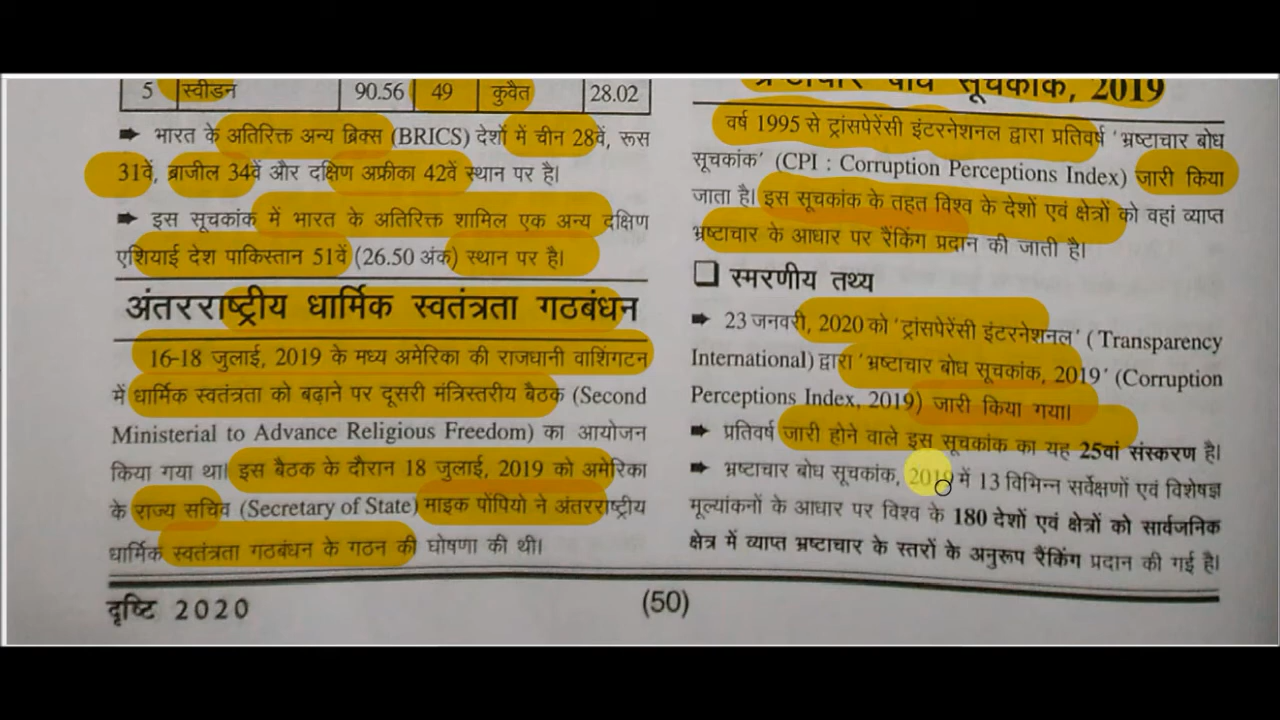 5 स्वीडन 90.56 49 कुवैत 28.02
➡ भारत के अतिरिक्त अन्य ब्रिक्स (BRICS) देशों में चीन 28वें, रूस
31वें, ब्राजील 34वें और दक्षिण अफ्रीका 42वें स्थान पर है।
➡ इस सूचकांक में भारत के अतिरिक्त शामिल एक अन्य दक्षिण
एशियाई देश पाकिस्तान 51वें (26.50 अंक) स्थान पर है।
अंतरराष्ट्रीय धार्मिक स्वतंत्रता गठबंधन
16-18 जुलाई, 2019 के मध्य अमेरिका की राजधानी वाशिंगटन
में धार्मिक स्वतंत्रता को बढ़ाने पर दूसरी मंत्रिस्तरीय बैठक (Second
Ministerial to Advance Religious Freedom) का आयोजन
किया गया था। इस बैठक के दौरान 18 जुलाई, 2019 को अमेरिका
के राज्य सचिव (Secretary of State) माइक पोंपियो ने अंतरराष्ट्रीय
धार्मिक स्वतंत्रता गठबंधन के गठन की घोषणा की थी।
भ्रष्टाचार बोध सूचकांक, 2019
वर्ष 1995 से ट्रांसपेरेंसी इंटरनेशनल द्वारा प्रतिवर्ष 'भ्रष्टाचार बोध
सूचकांक' (CPI : Corruption Perceptions Index) जारी किया
जाता है। इस सूचकांक के तहत विश्व के देशों एवं क्षेत्रों को वहां व्याप्त
भ्रष्टाचार के आधार पर रैंकिंग प्रदान की जाती है।
❑ स्मरणीय तथ्य
➡ 23 जनवरी, 2020 को 'ट्रांसपेरेंसी इंटरनेशनल' (Transparency
International) द्वारा 'भ्रष्टाचार बोध सूचकांक, 2019' (Corruption
Perceptions Index, 2019) जारी किया गया।
➡ प्रतिवर्ष जारी होने वाले इस सूचकांक का यह 25वां संस्करण है।
➡ भ्रष्टाचार बोध सूचकांक, 2019 में 13 विभिन्न सर्वेक्षणों एवं विशेषज्ञ
मूल्यांकनों के आधार पर विश्व के 180 देशों एवं क्षेत्रों को सार्वजनिक
क्षेत्र में व्याप्त भ्रष्टाचार के स्तरों के अनुरूप रैंकिंग प्रदान की गई है।
दृष्टि 2020 (50)